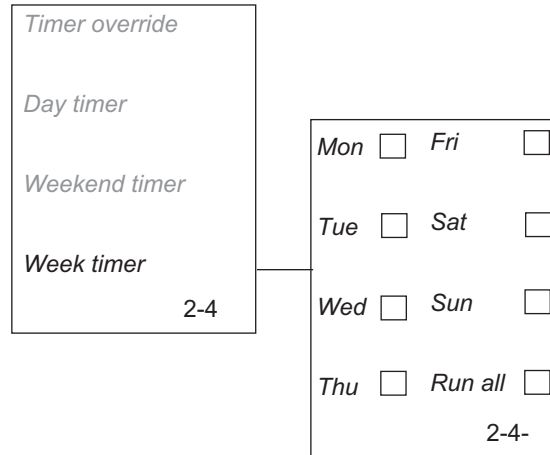 Timer override
Day timer
Weekend timer
Week timer
2-4
Mon Fri
Tue Sat
Wed Sun
Thu Run all
2-4-